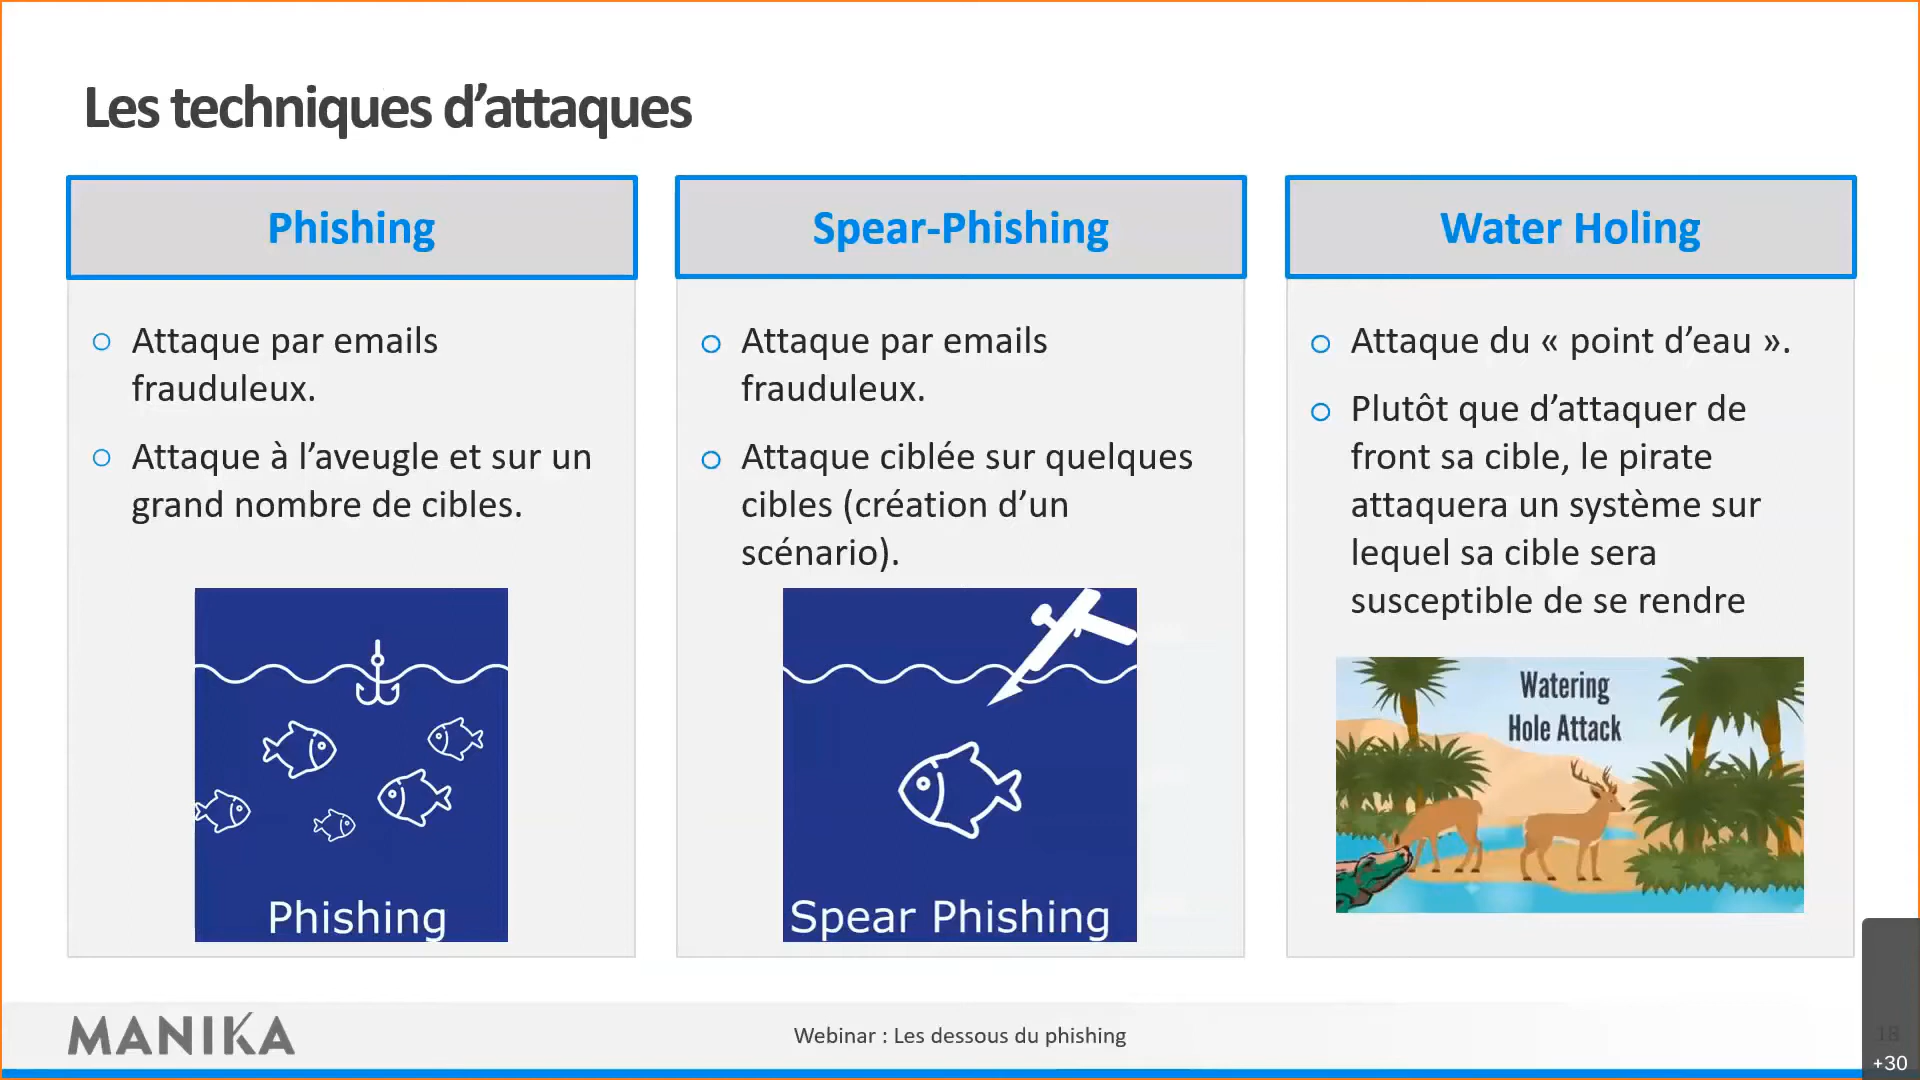 Les techniques d’attaques
Phishing
Attaque par emails
frauduleux.
Attaque à l’aveugle et sur un
grand nombre de cibles.
Phishing
Spear-Phishing
Attaque par emails
frauduleux.
Attaque ciblée sur quelques
cibles (création d’un
scénario).
Spear Phishing
Water Holing
Attaque du « point d’eau ».
Plutôt que d’attaquer de
front sa cible, le pirate
attaquera un système sur
lequel sa cible sera
susceptible de se rendre
Watering
Hole Attack
MANIKA
Webinar : Les dessous du phishing
18
+30